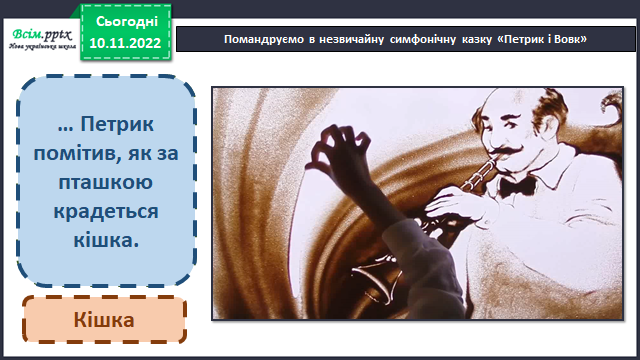 Всім.pptx
Нова українська школа
Сьогодні
10.11.2022
Помандруємо в незвичайну симфонічну казку «Петрик і Вовк»
... Петрик
помітив, як за
пташкою
крадеться
кішка.
Кішка